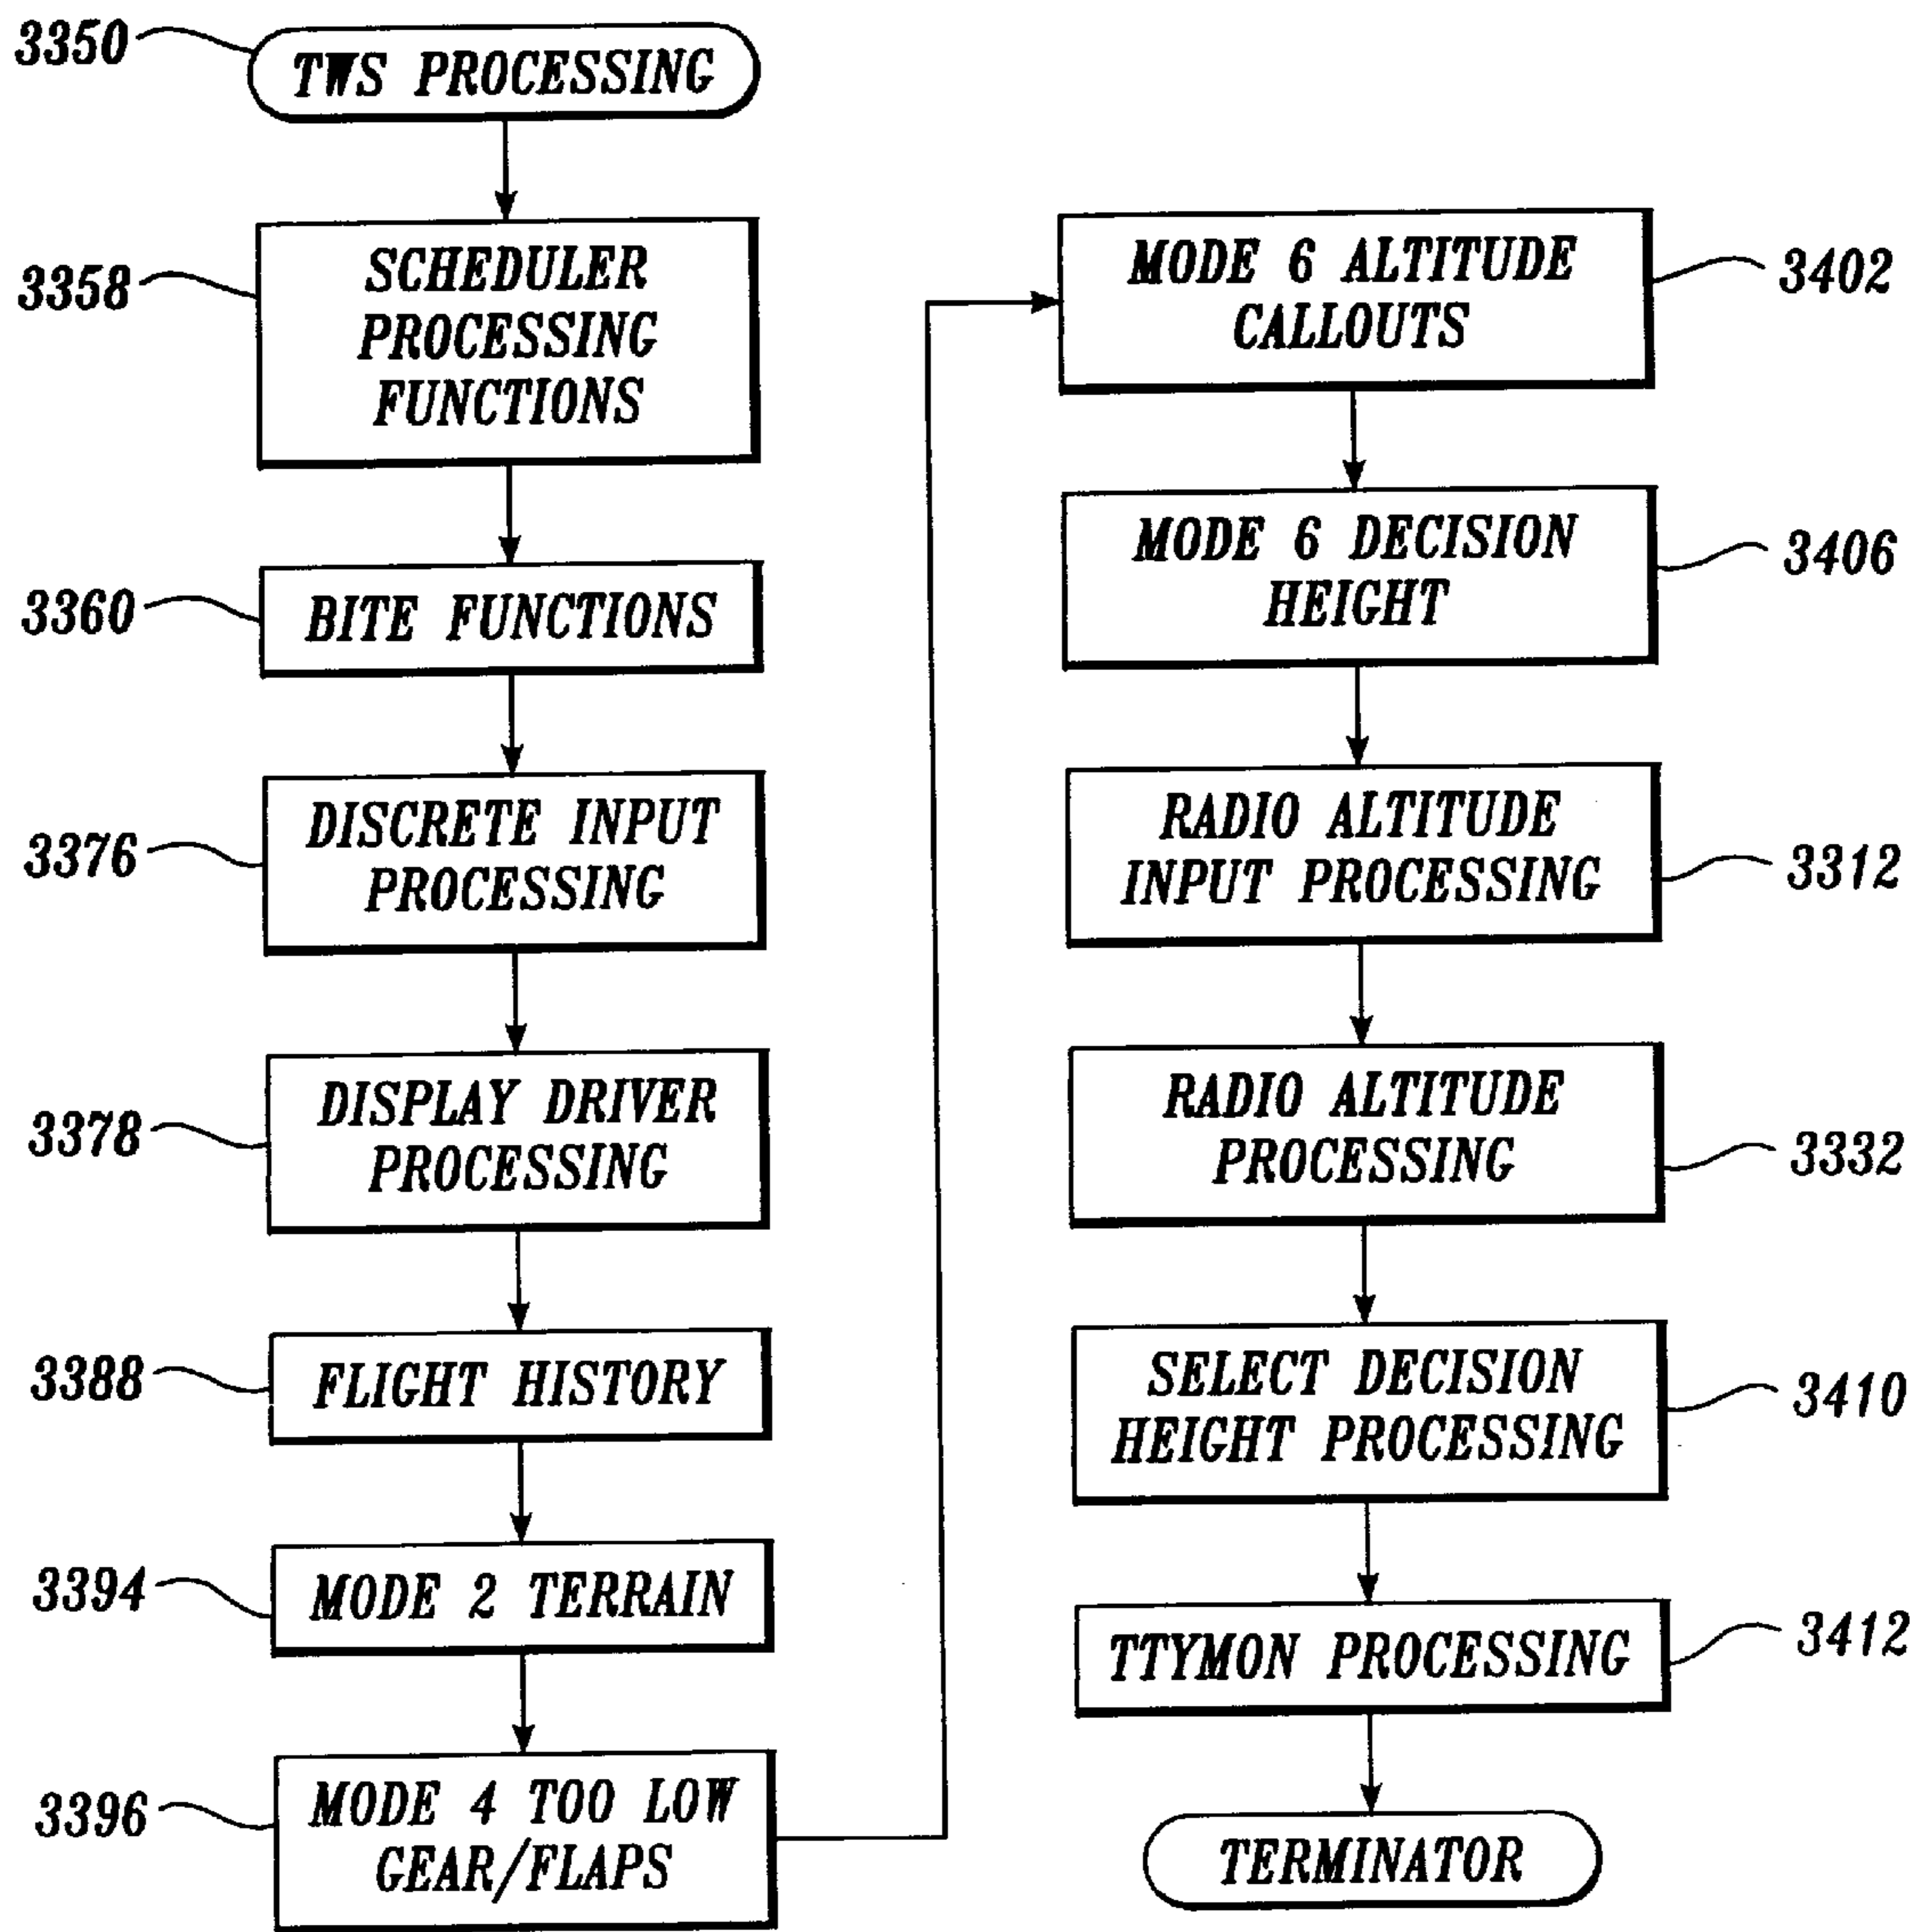 3350
TWS PROCESSING
3358
SCHEDULER
PROCESSING
FUNCTIONS
3360
BITE FUNCTIONS
3376
DISCRETE INPUT
PROCESSING
3378
DISPLAY DRIVER
PROCESSING
3388
FLIGHT HISTORY
3394
MODE 2 TERRAIN
3396
MODE 4 TOO LOW
GEAR/FLAPS
MODE 6 ALTITUDE
CALLOUTS
3402
MODE 6 DECISION
HEIGHT
3406
RADIO ALTITUDE
INPUT PROCESSING
3312
RADIO ALTITUDE
PROCESSING
3332
SELECT DECISION
HEIGHT PROCESSING
3410
TTYMON PROCESSING
3412
TERMINATOR